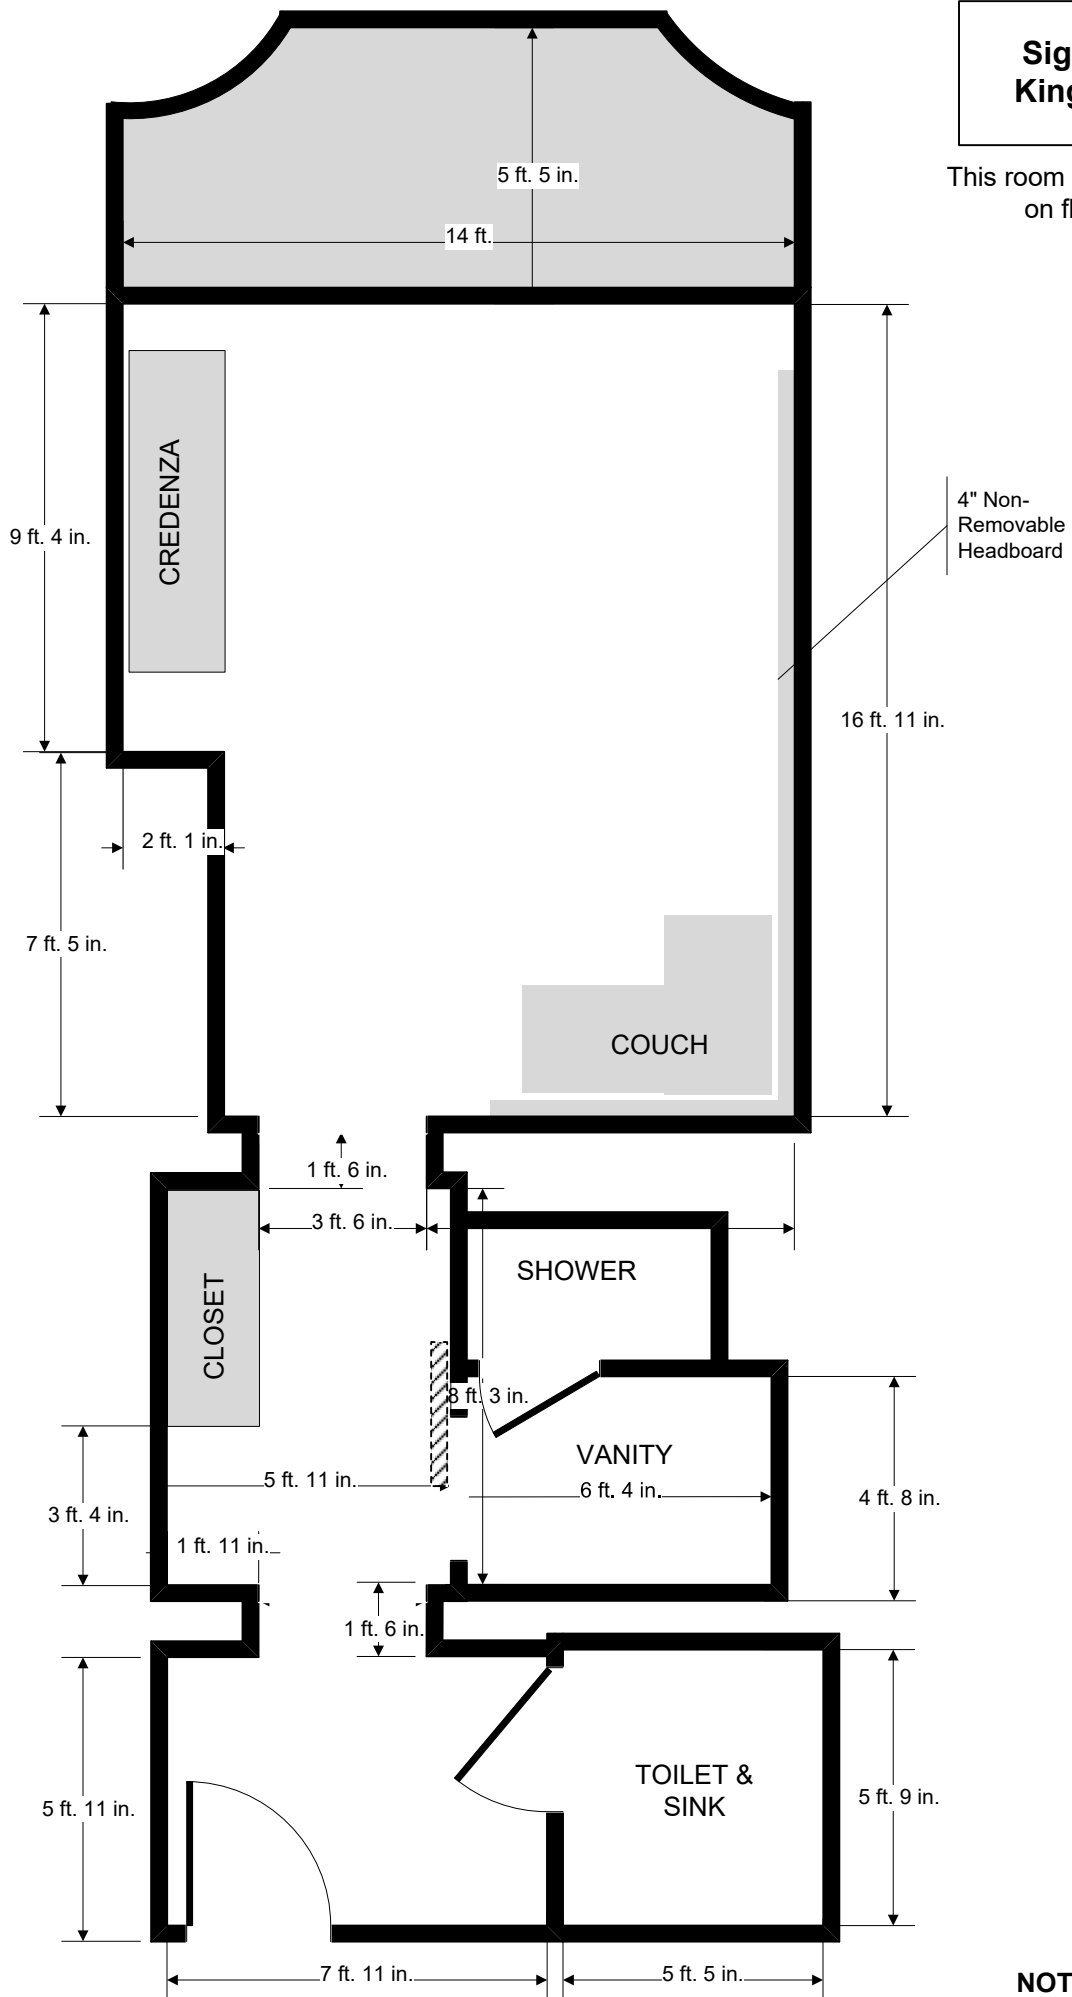 Sig
King
This room
on fl
5 ft. 5 in.
14 ft.
CREDENZA
9 ft. 4 in.
4" Non-
Removable
Headboard
16 ft. 11 in.
2 ft. 1 in.
7 ft. 5 in.
COUCH
1 ft. 6 in.
3 ft. 6 in.
SHOWER
CLOSET
8 ft. 3 in.
VANITY
5 ft. 11 in.
6 ft. 4 in.
4 ft. 8 in.
3 ft. 4 in.
1 ft. 11 in.
1 ft. 6 in.
TOILET &
SINK
5 ft. 11 in.
5 ft. 9 in.
7 ft. 11 in.
5 ft. 5 in.
NOT